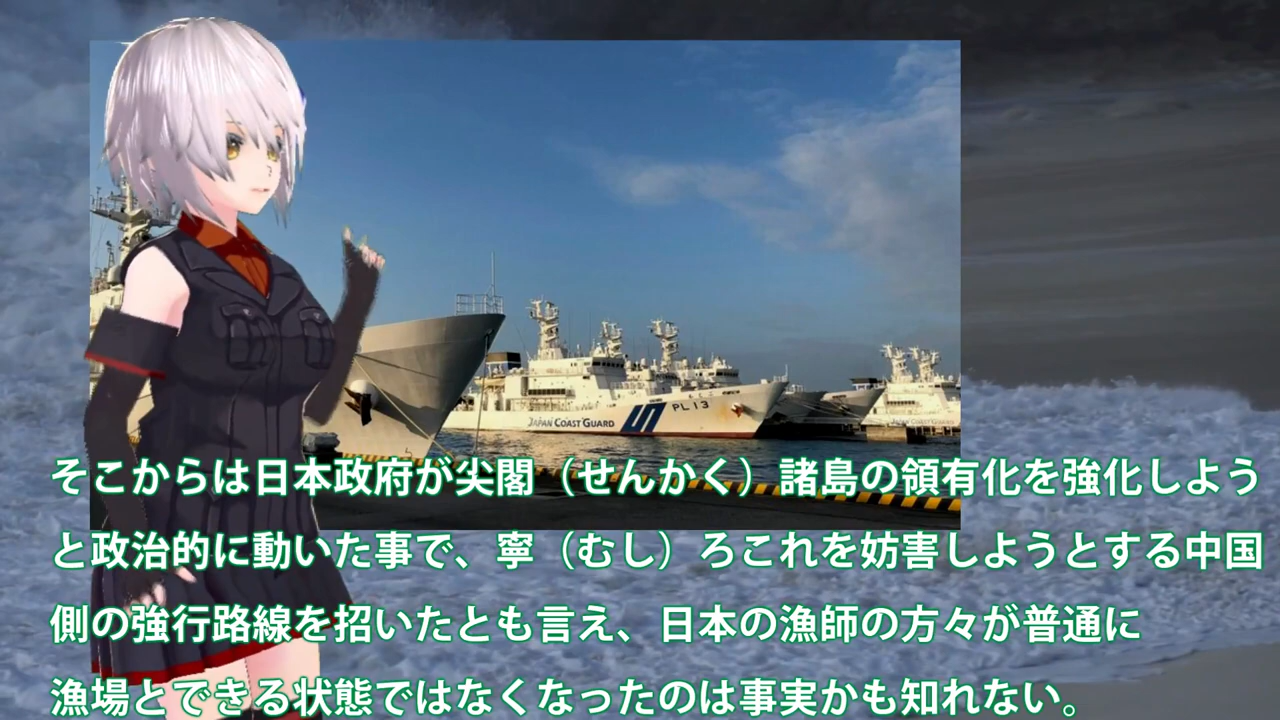 JAPAN COAST GUARD
PL 13
JAPAN COAST GUARD
そこからは日本政府が尖閣（せんかく）諸島の領有化を強化しよう
と政治的に動いた事で、寧（むし）ろこれを妨害しようとする中国
側の強行路線を招いたとも言え、日本の漁師の方々が普通に
漁場とできる状態ではなくなったのは事実かも知れない。